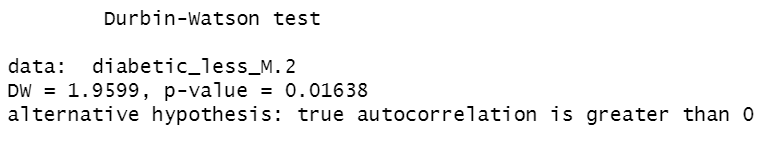 Durbin-Watson test
data:  diabetic_less_M.2
DW = 1.9599, p-value = 0.01638
alternative hypothesis: true autocorrelation is greater than 0